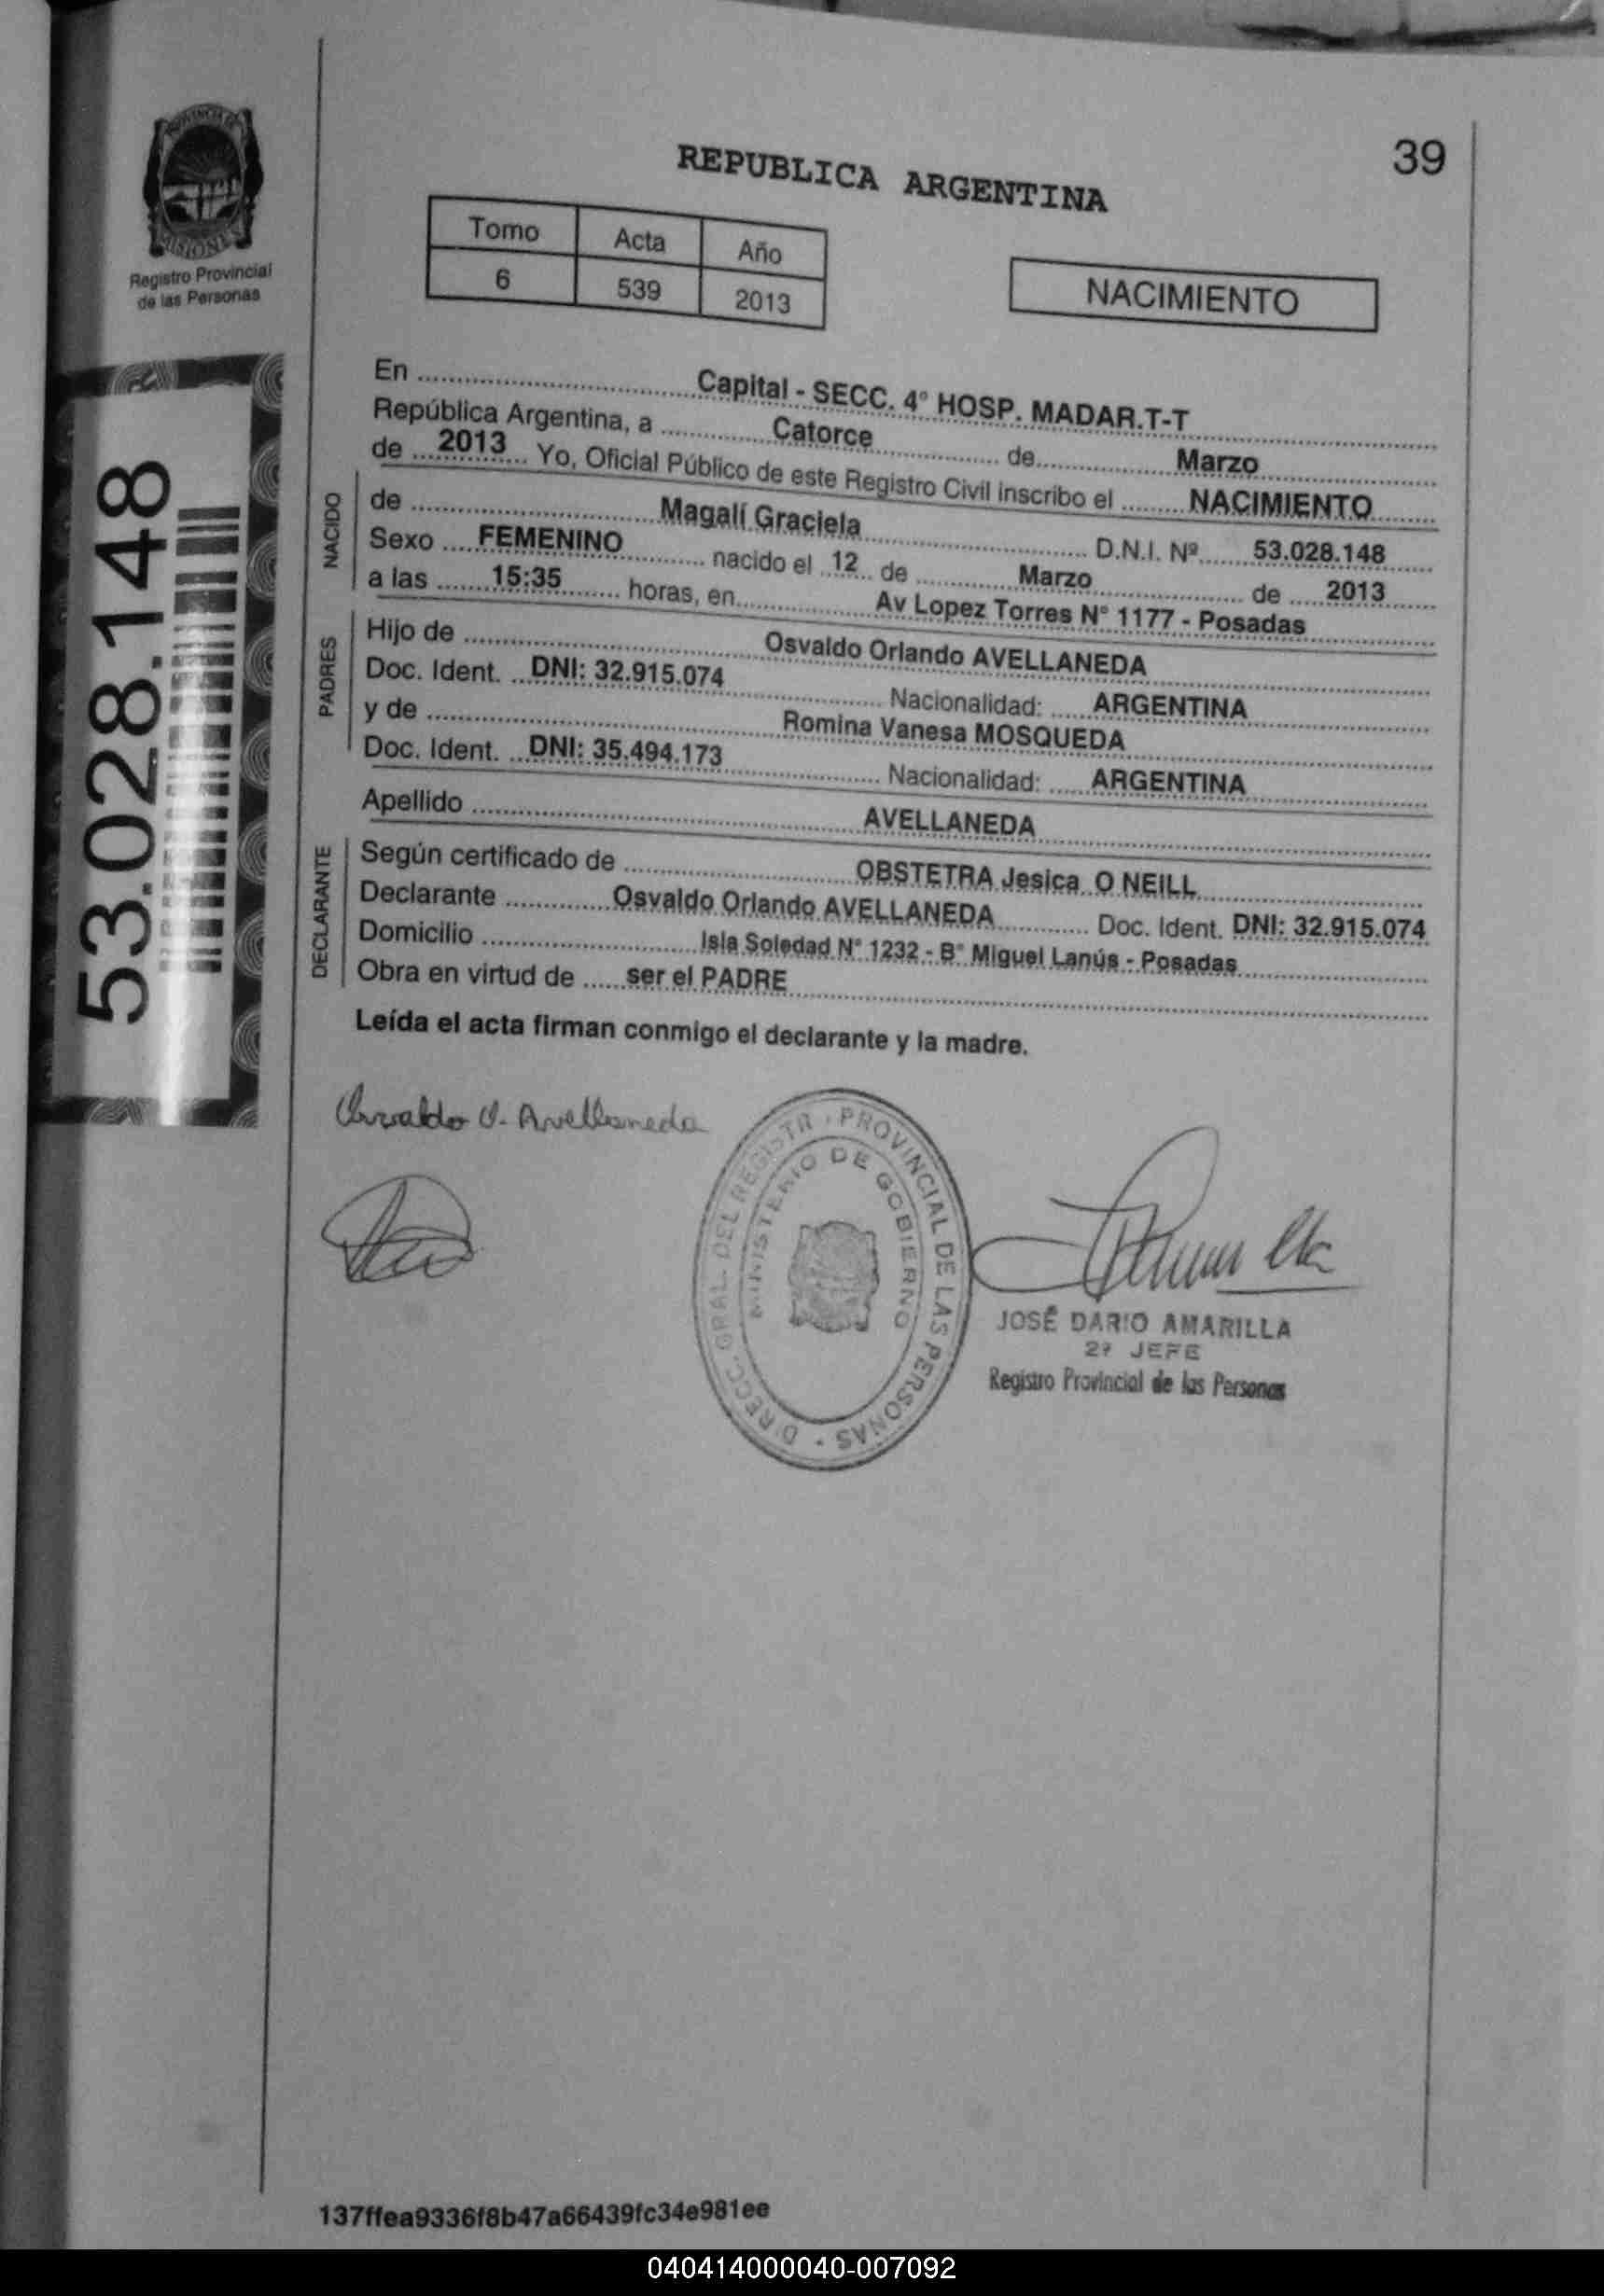 PROVINCIA DE
MISIONES
Registro Provincial
de las Personas
53.028.148
39
REPUBLICA ARGENTINA
Tomo Acta Año
6 539 2013
NACIMIENTO
En Capital - SECC. 4° HOSP. MADAR.T-T
República Argentina, a Catorce de Marzo
de 2013 Yo, Oficial Público de este Registro Civil inscribo el NACIMIENTO
NACIDO
de Magalí Graciela D.N.I. Nº 53.028.148
Sexo FEMENINO nacido el 12 de Marzo de 2013
a las 15:35 horas, en Av Lopez Torres N° 1177 - Posadas
PADRES
Hijo de Osvaldo Orlando AVELLANEDA
Doc. Ident. DNI: 32.915.074 Nacionalidad: ARGENTINA
y de Romina Vanesa MOSQUEDA
Doc. Ident. DNI: 35.494.173 Nacionalidad: ARGENTINA
Apellido AVELLANEDA
DECLARANTE
Según certificado de OBSTETRA Jesica O NEILL
Declarante Osvaldo Orlando AVELLANEDA Doc. Ident. DNI: 32.915.074
Domicilio Isla Soledad N° 1232 - B° Miguel Lanús - Posadas
Obra en virtud de ser el PADRE
Leída el acta firman conmigo el declarante y la madre.
Osvaldo O. Avellaneda
DIRECC. GRAL. DEL REGISTR PROVINCIAL DE LAS PERSONAS
MINISTERIO DE GOBIERNO
JOSÉ DARIO AMARILLA
2º JEFE
Registro Provincial de las Personas
137ffea9336f8b47a66439fc34e981ee
040414000040-007092